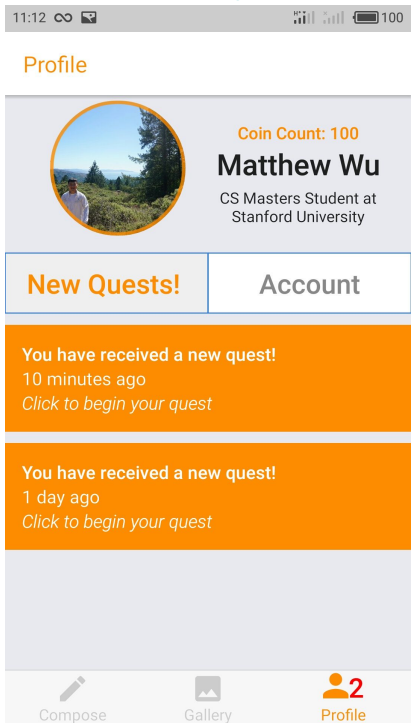 11:12 100
Profile
Coin Count: 100
Matthew Wu
CS Masters Student at
Stanford University
New Quests! Account
You have received a new quest!
10 minutes ago
Click to begin your quest
You have received a new quest!
1 day ago
Click to begin your quest
2
Compose Gallery Profile